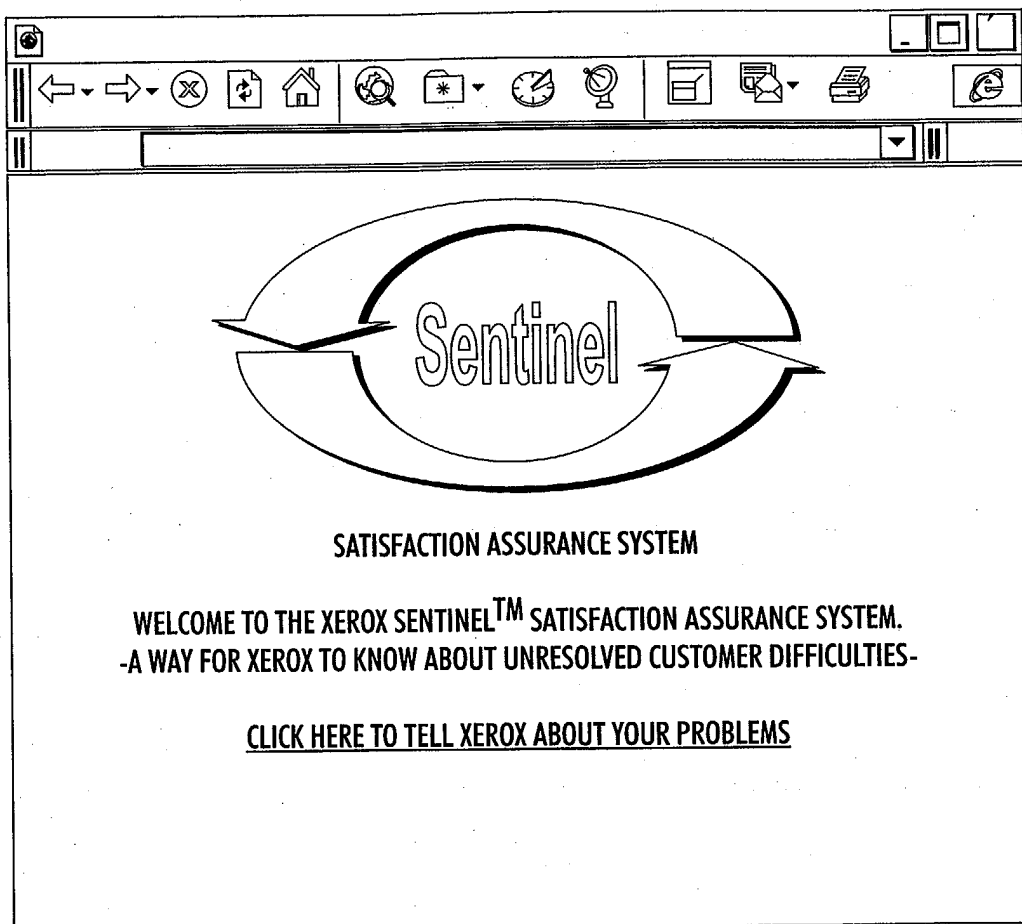 Sentinel
SATISFACTION ASSURANCE SYSTEM
WELCOME TO THE XEROX SENTINEL™ SATISFACTION ASSURANCE SYSTEM.
-A WAY FOR XEROX TO KNOW ABOUT UNRESOLVED CUSTOMER DIFFICULTIES-
CLICK HERE TO TELL XEROX ABOUT YOUR PROBLEMS